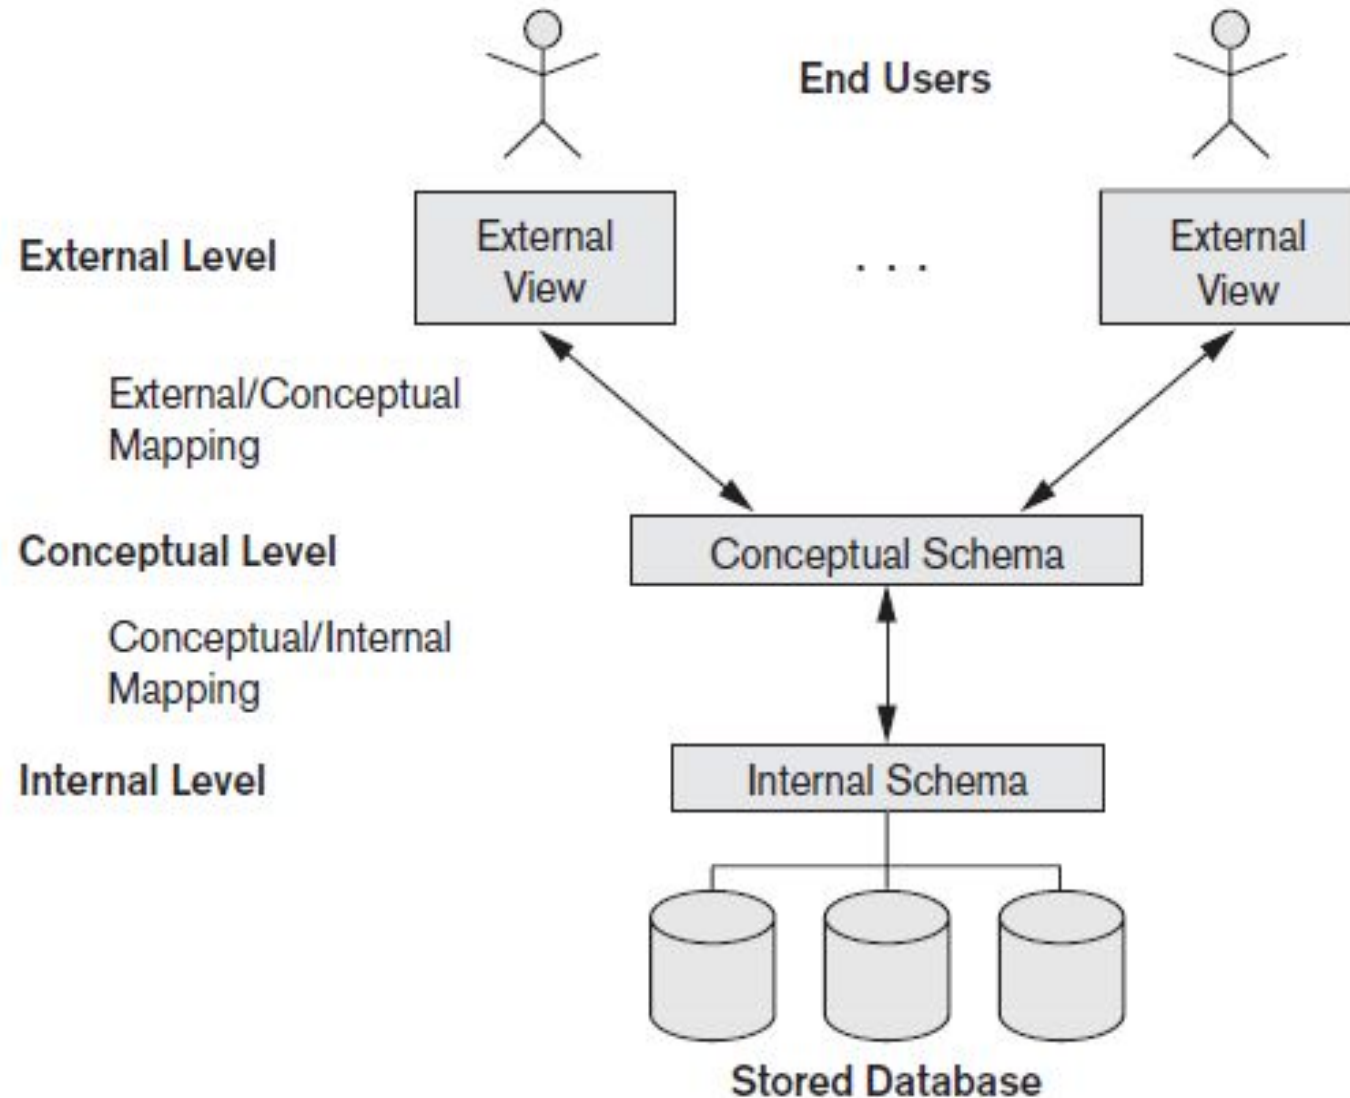 End Users
External Level
External
View
. . .
External
View
External/Conceptual
Mapping
Conceptual Level
Conceptual Schema
Conceptual/Internal
Mapping
Internal Level
Internal Schema
Stored Database